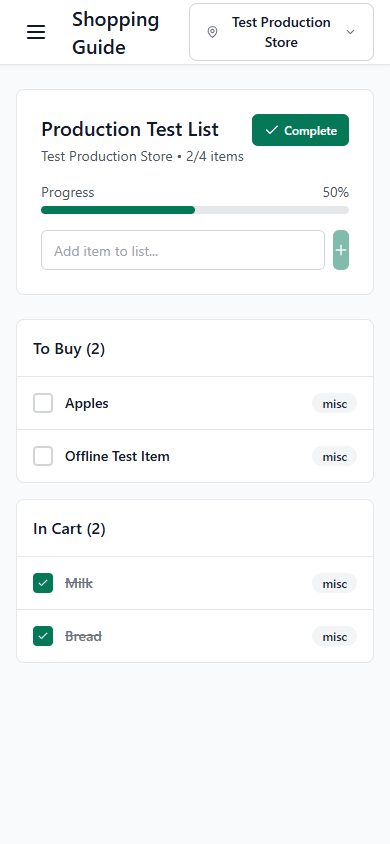 Shopping
Guide
Test Production
Store
Production Test List
Complete
Test Production Store • 2/4 items
Progress
50%
Add item to list...
To Buy (2)
Apples
misc
Offline Test Item
misc
In Cart (2)
Milk
misc
Bread
misc